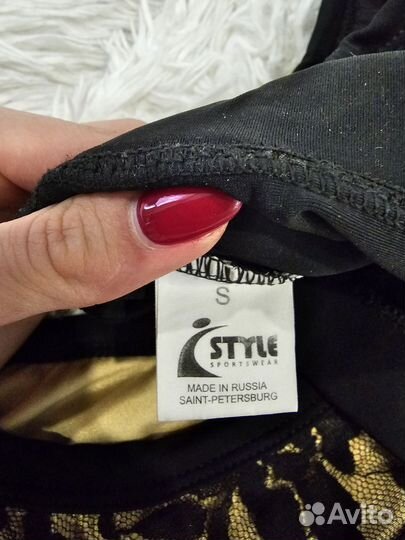 S
STYLE
SPORTSWEAR
MADE IN RUSSIA
SAINT-PETERSBURG
Avito